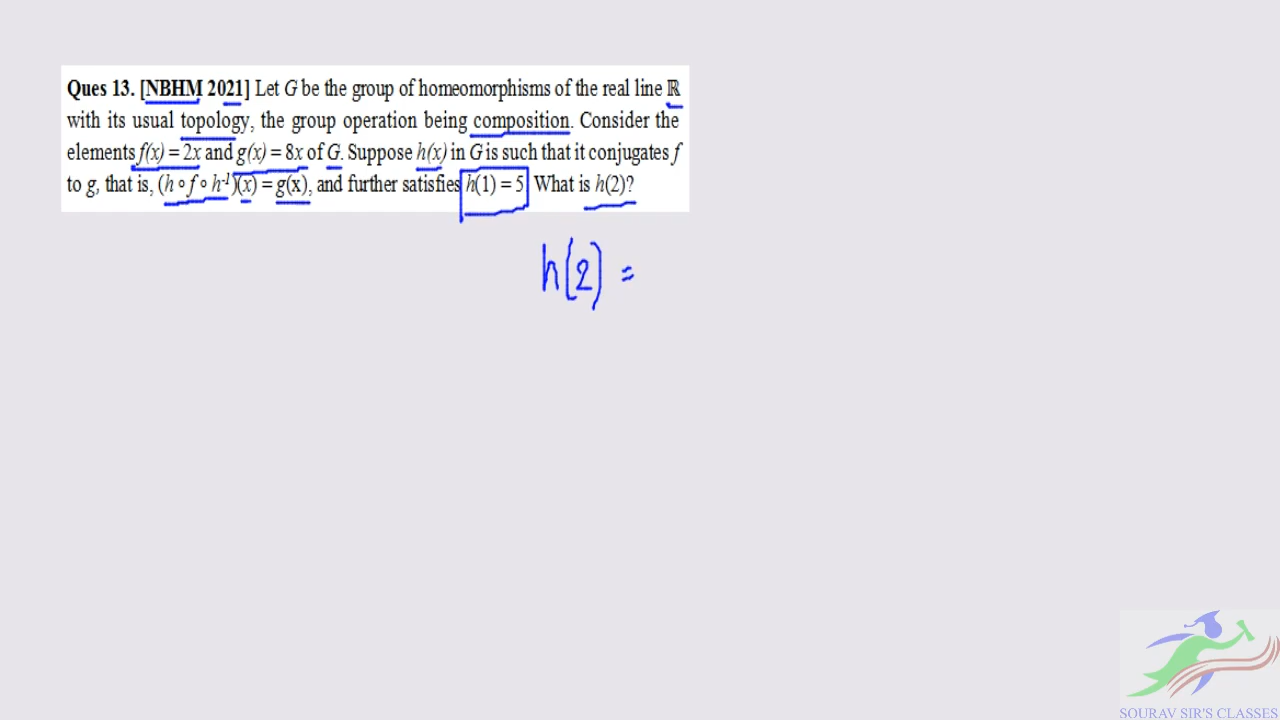 Ques 13. [NBHM 2021] Let G be the group of homeomorphisms of the real line ℝ
with its usual topology, the group operation being composition. Consider the
elements f(x) = 2x and g(x) = 8x of G. Suppose h(x) in G is such that it conjugates f
to g, that is, (h ∘ f ∘ h⁻¹)(x) = g(x), and further satisfies h(1) = 5. What is h(2)?
h(2) =
SOURAV SIR'S CLASSES